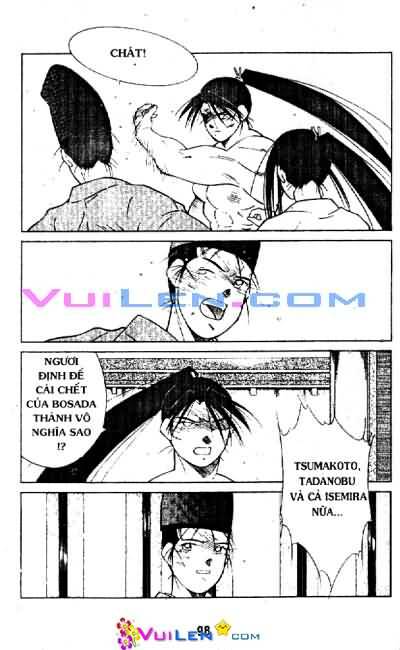 CHÁT!
VuiLen.com
NGƯƠI
ĐỊNH ĐỂ
CÁI CHẾT
CỦA BOSADA
THÀNH VÔ
NGHĨA SAO
!?
TSUMAKOTO,
TADANOBU
VÀ CẢ ISEMIRA
NỮA...
98
VuiLen.com